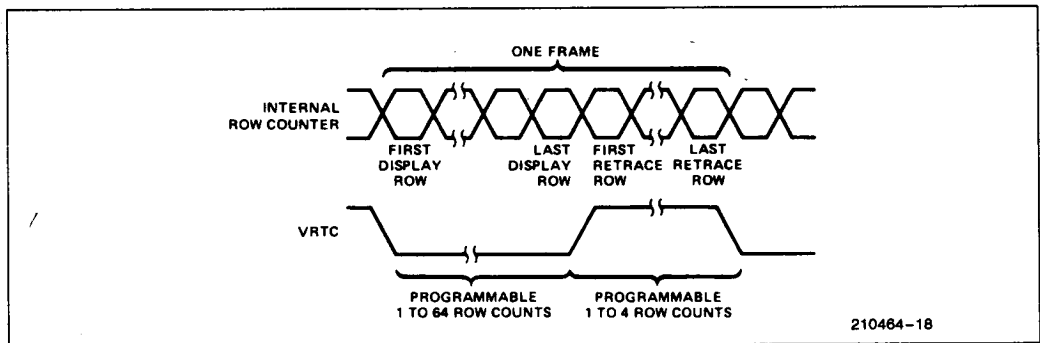 ONE FRAME
INTERNAL
ROW COUNTER
FIRST
DISPLAY
ROW
LAST
DISPLAY
ROW
FIRST
RETRACE
ROW
LAST
RETRACE
ROW
VRTC
PROGRAMMABLE
1 TO 64 ROW COUNTS
PROGRAMMABLE
1 TO 4 ROW COUNTS
210464-18